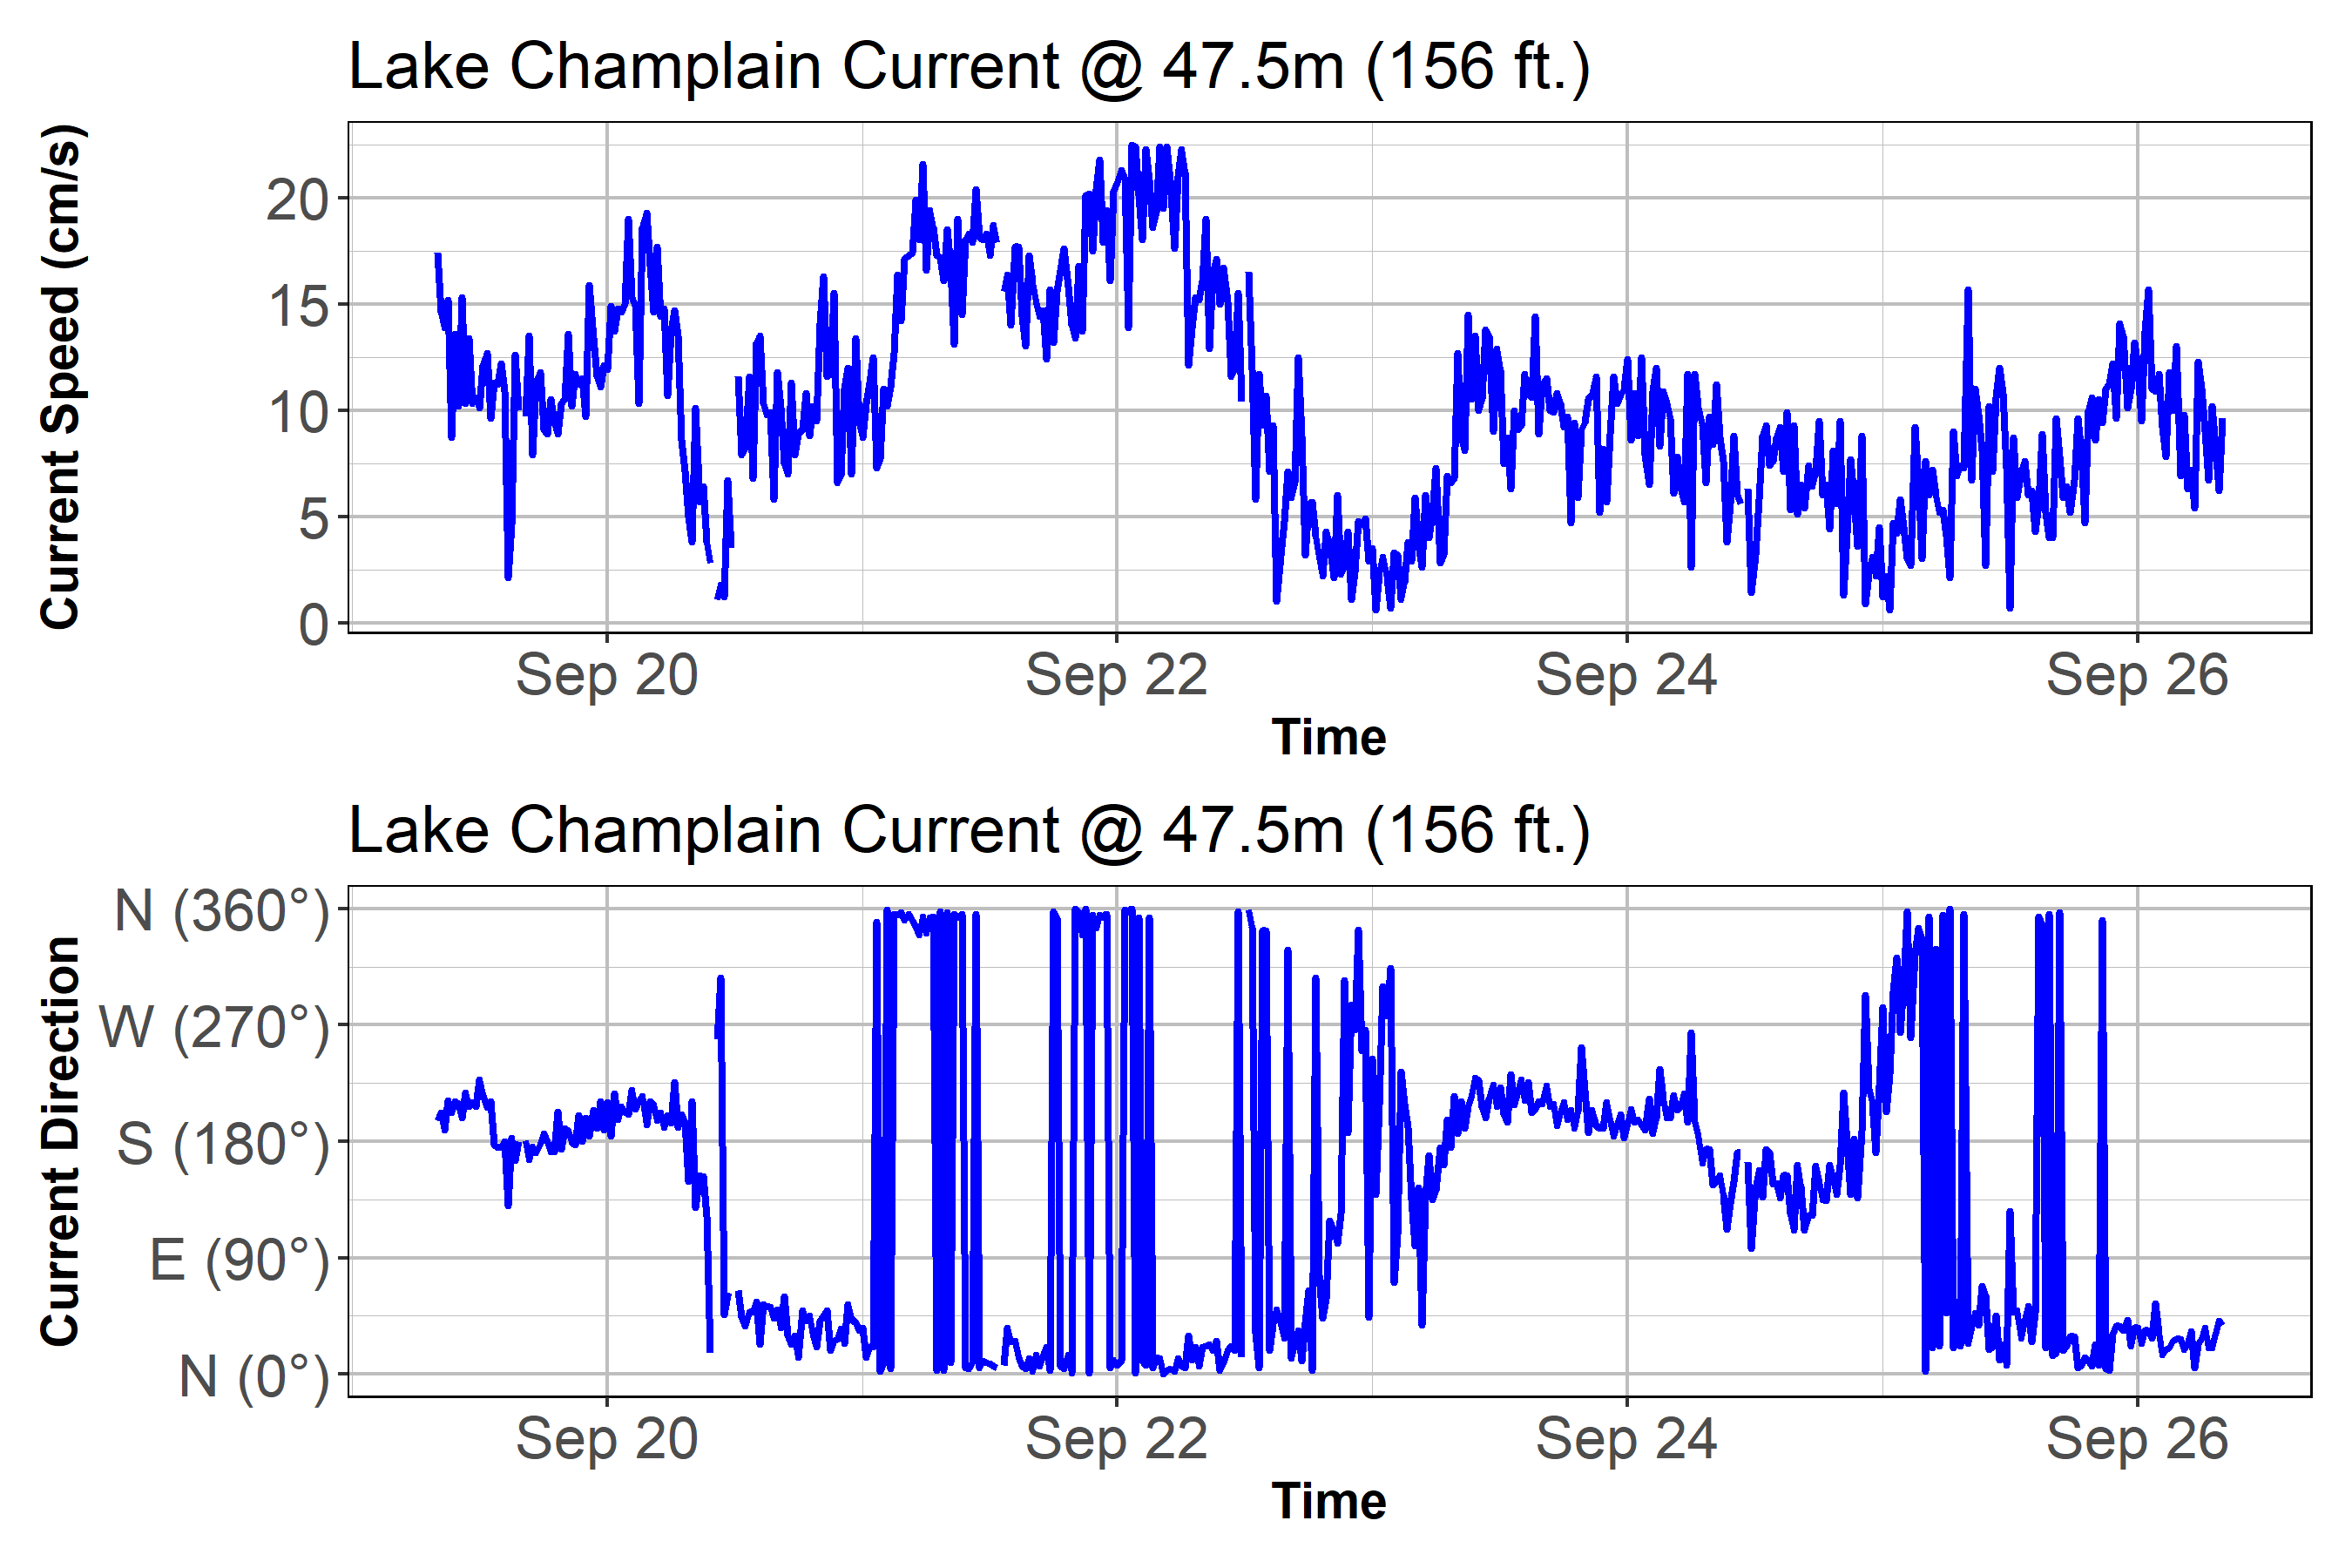 Lake Champlain Current @ 47.5m (156 ft.)
Current Speed (cm/s)
20
15
10
5
0
Sep 20 Sep 22 Sep 24 Sep 26
Time
Lake Champlain Current @ 47.5m (156 ft.)
Current Direction
N (360°)
W (270°)
S (180°)
E (90°)
N (0°)
Sep 20 Sep 22 Sep 24 Sep 26
Time